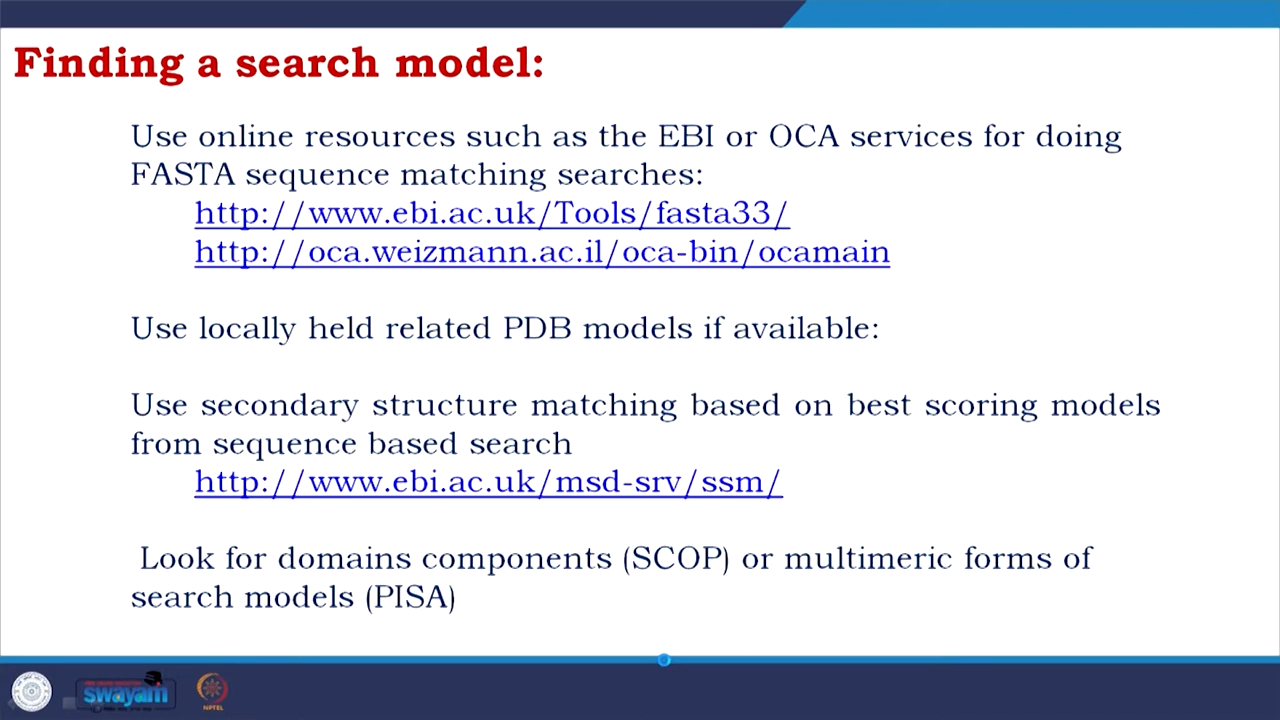 Finding a search model:
Use online resources such as the EBI or OCA services for doing
FASTA sequence matching searches:
http://www.ebi.ac.uk/Tools/fasta33/
http://oca.weizmann.ac.il/oca-bin/ocamain
Use locally held related PDB models if available:
Use secondary structure matching based on best scoring models
from sequence based search
http://www.ebi.ac.uk/msd-srv/ssm/
Look for domains components (SCOP) or multimeric forms of
search models (PISA)
swayam
NPTEL